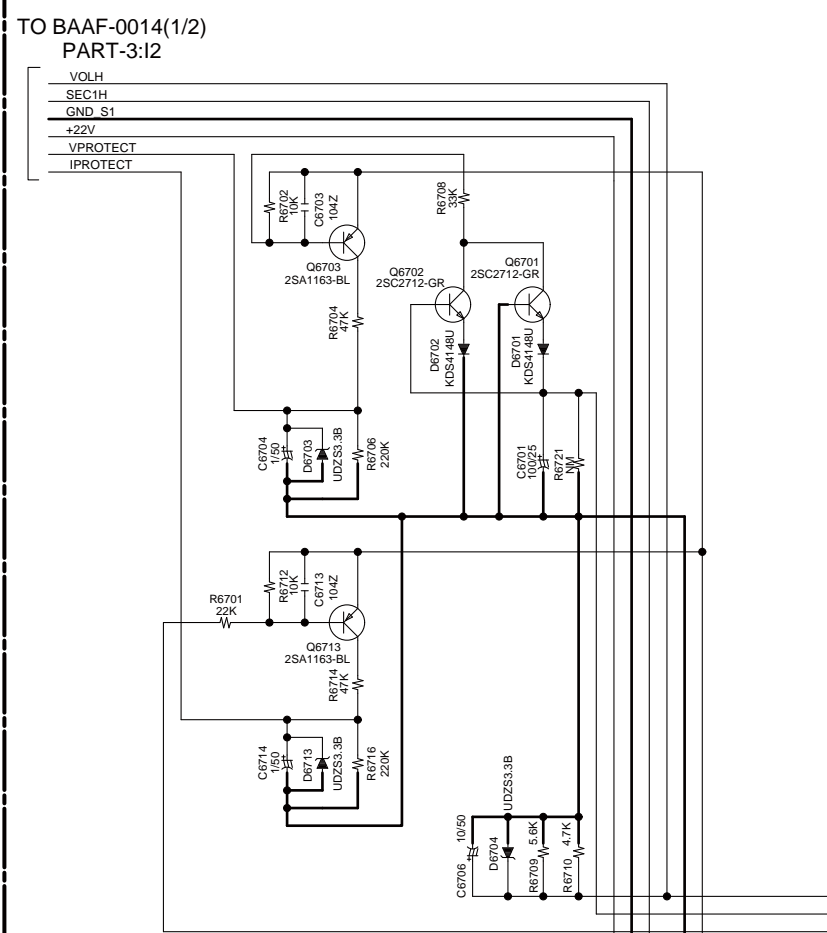 TO BAAF-0014(1/2)
PART-3:I2
VOLH
SEC1H
GND_S1
+22V
VPROTECT
IPROTECT
R6702
10K
C6703
104Z
Q6703
2SA1163-BL
R6704
47K
R6708
33K
Q6702
2SC2712-GR
Q6701
2SC2712-GR
D6702
KDS4148U
D6701
KDS4148U
C6704
1/50
D6703
UDZS3.3B
R6706
220K
C6701
100/25
R6721
NM
R6701
22K
R6712
10K
C6713
104Z
Q6713
2SA1163-BL
R6714
47K
C6714
1/50
D6713
UDZS3.3B
R6716
220K
C6706
10/50
D6704
UDZS3.3B
R6709
5.6K
R6710
4.7K